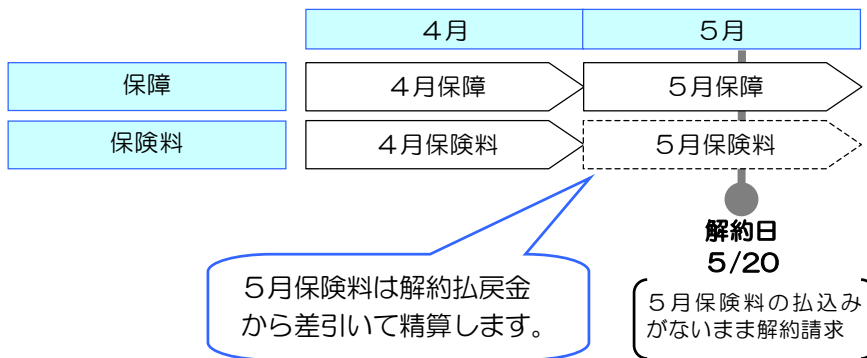 ４月
５月
保障
４月保障
５月保障
保険料
４月保険料
５月保険料
解約日
5/20
５月保険料は解約払戻金
から差引いて精算します。
５月保険料の払込み
がないまま解約請求